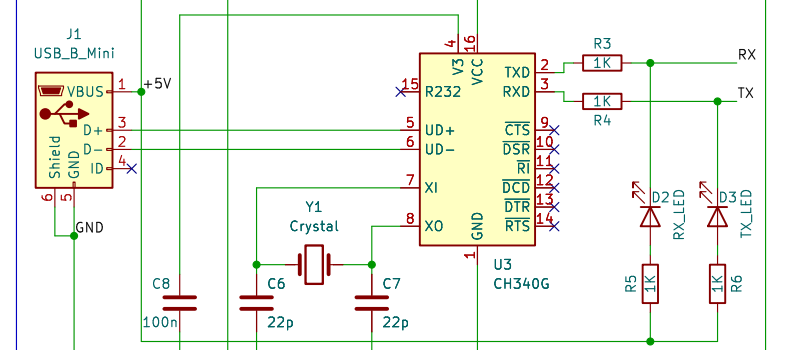 J1
USB_B_Mini
VBUS
1
+5V
D+
3
D-
2
ID
4
Shield
GND
6
5
GND
C8
100n
C6
22p
Y1
Crystal
C7
22p
4
16
V3
VCC
15
R232
5
UD+
6
UD-
7
XI
8
XO
TXD
2
RXD
3
CTS
9
DSR
10
RI
11
DCD
12
DTR
13
RTS
14
GND
1
U3
CH340G
R3
1K
RX
1K
R4
TX
D2
RX_LED
D3
TX_LED
R5
1K
1K
R6